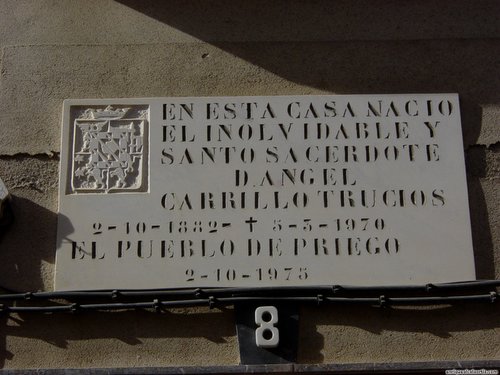 EN ESTA CASA NACIO
EL INOLVIDABLE Y
SANTO SACERDOTE
D. ANGEL
CARRILLO TRUCIOS
2-10-1882- ✝ 5-3-1970
EL PUEBLO DE PRIEGO
2-10-1975
8